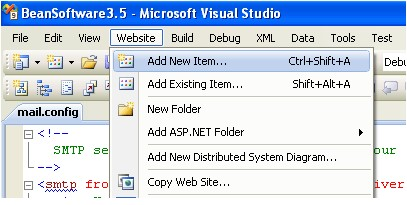 BeanSoftware3.5 - Microsoft Visual Studio
File Edit View Website Build Debug XML Data Tools Test
Add New Item... Ctrl+Shift+A
Add Existing Item... Shift+Alt+A
New Folder
Add ASP.NET Folder
Add New Distributed System Diagram...
Copy Web Site...
Debu
mail.config
<!--
SMTP se
our
-->
<smtp fro
iver